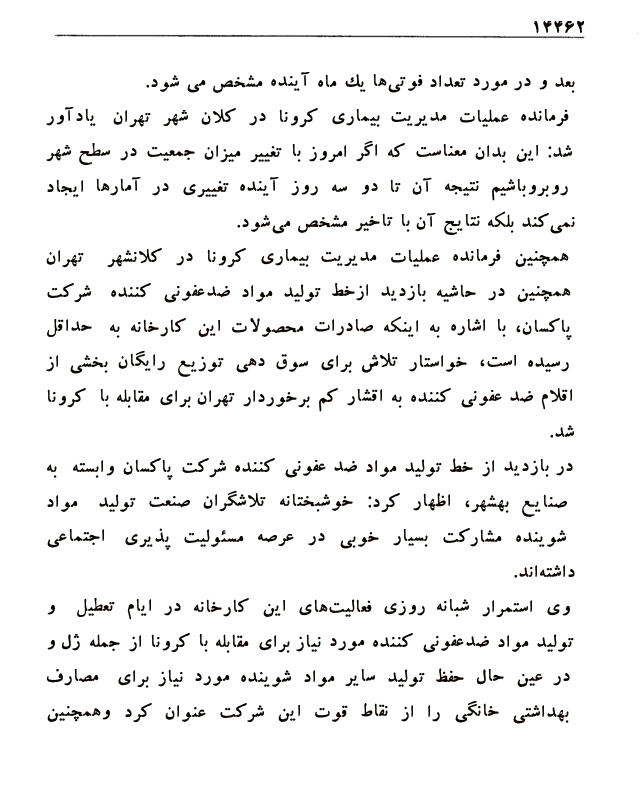 ۱۴۴۶۲
بعد و در مورد تعداد فوتی‌ها یك ماه آینده مشخص می شود.
فرمانده عملیات مدیریت بیماری کرونا در کلان شهر تهران یادآور
شد: این بدان معناست که اگر امروز با تغییر میزان جمعیت در سطح شهر
روبروباشیم نتیجه آن تا دو سه روز آینده تغییری در آمارها ایجاد
نمی‌کند بلکه نتایج آن با تاخیر مشخص می‌شود.
همچنین فرمانده عملیات مدیریت بیماری کرونا در کلانشهر تهران
همچنین در حاشیه بازدید ازخط تولید مواد ضدعفونی کننده شرکت
پاکسان، با اشاره به اینکه صادرات محصولات این کارخانه به حداقل
رسیده است، خواستار تلاش برای سوق دهی توزیع رایگان بخشی از
اقلام ضد عفونی کننده به اقشار کم برخوردار تهران برای مقابله با کرونا
شد.
در بازدید از خط تولید مواد ضد عفونی کننده شرکت پاکسان وابسته به
صنایع بهشهر، اظهار کرد: خوشبختانه تلاشگران صنعت تولید مواد
شوینده مشارکت بسیار خوبی در عرصه مسئولیت پذیری اجتماعی
داشته‌اند.
وی استمرار شبانه روزی فعالیت‌های این کارخانه در ایام تعطیل و
تولید مواد ضدعفونی کننده مورد نیاز برای مقابله با کرونا از جمله ژل و
در عین حال حفظ تولید سایر مواد شوینده مورد نیاز برای مصارف
بهداشتی خانگی را از نقاط قوت این شرکت عنوان کرد وهمچنین